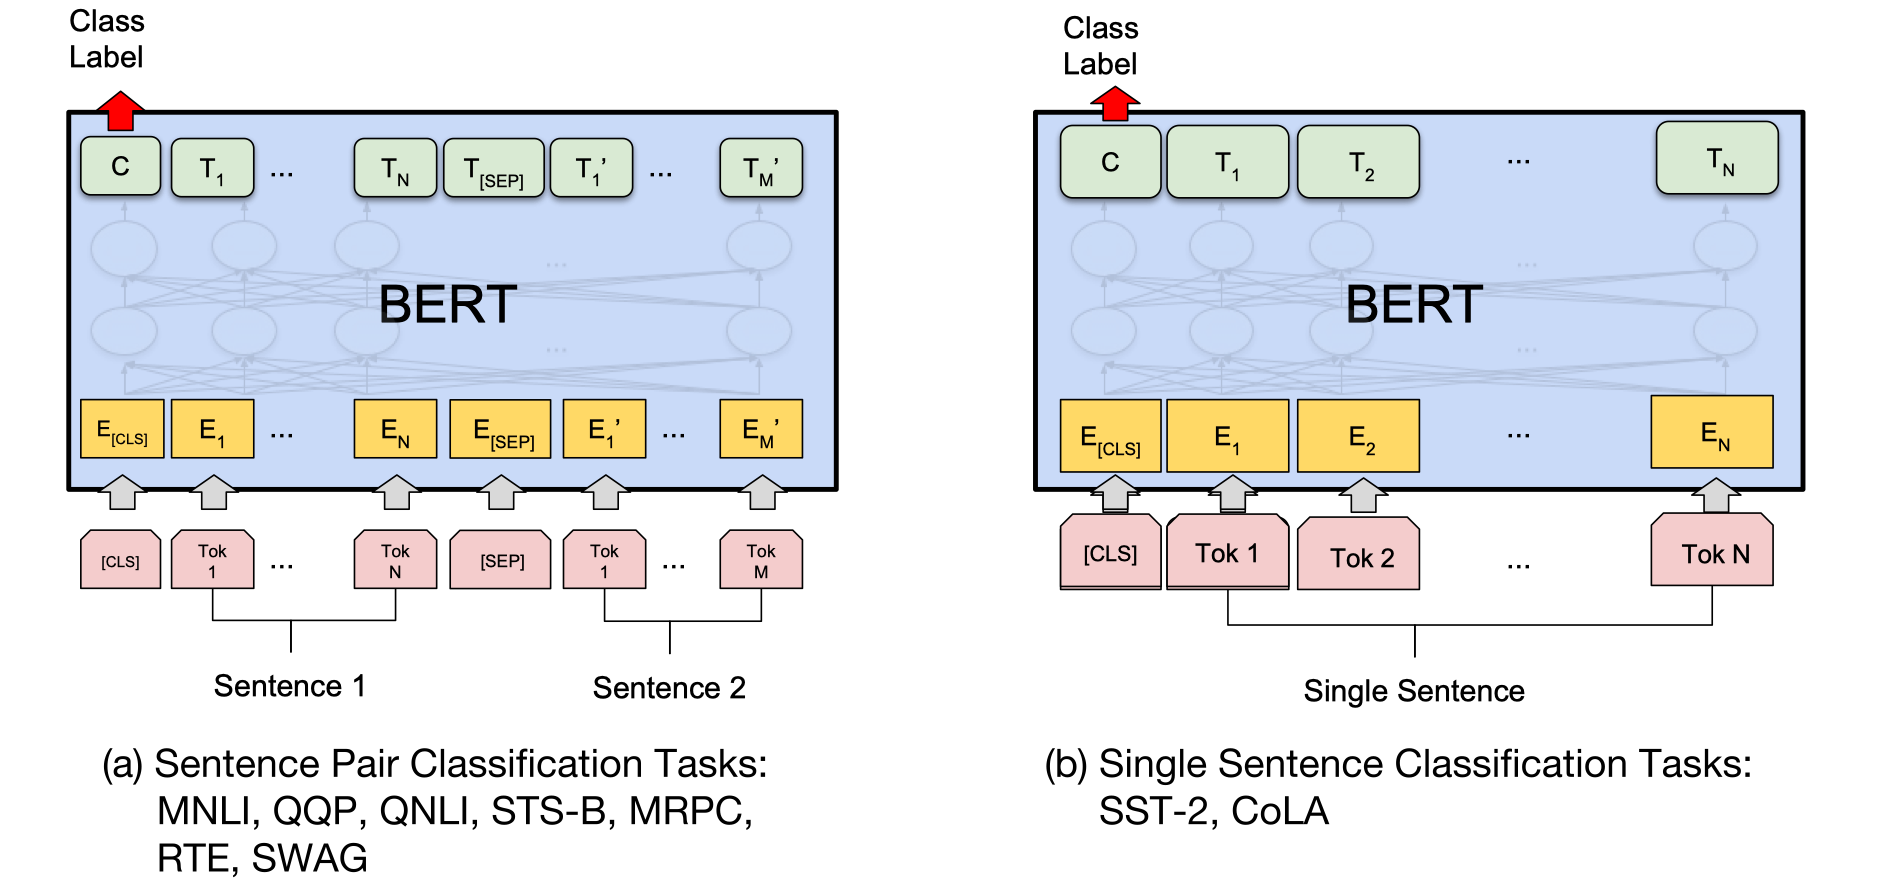 Class
Label
C T1 ... TN T[SEP] T1’ ... TM’
...
BERT
...
E[CLS] E1 ... EN E[SEP] E1’ ... EM’
[CLS] Tok 1 ... Tok N [SEP] Tok 1 ... Tok M
Sentence 1 Sentence 2
(a) Sentence Pair Classification Tasks:
MNLI, QQP, QNLI, STS-B, MRPC,
RTE, SWAG
Class
Label
C T1 T2 ... TN
...
BERT
...
E[CLS] E1 E2 ... EN
[CLS] Tok 1 Tok 2 ... Tok N
Single Sentence
(b) Single Sentence Classification Tasks:
SST-2, CoLA